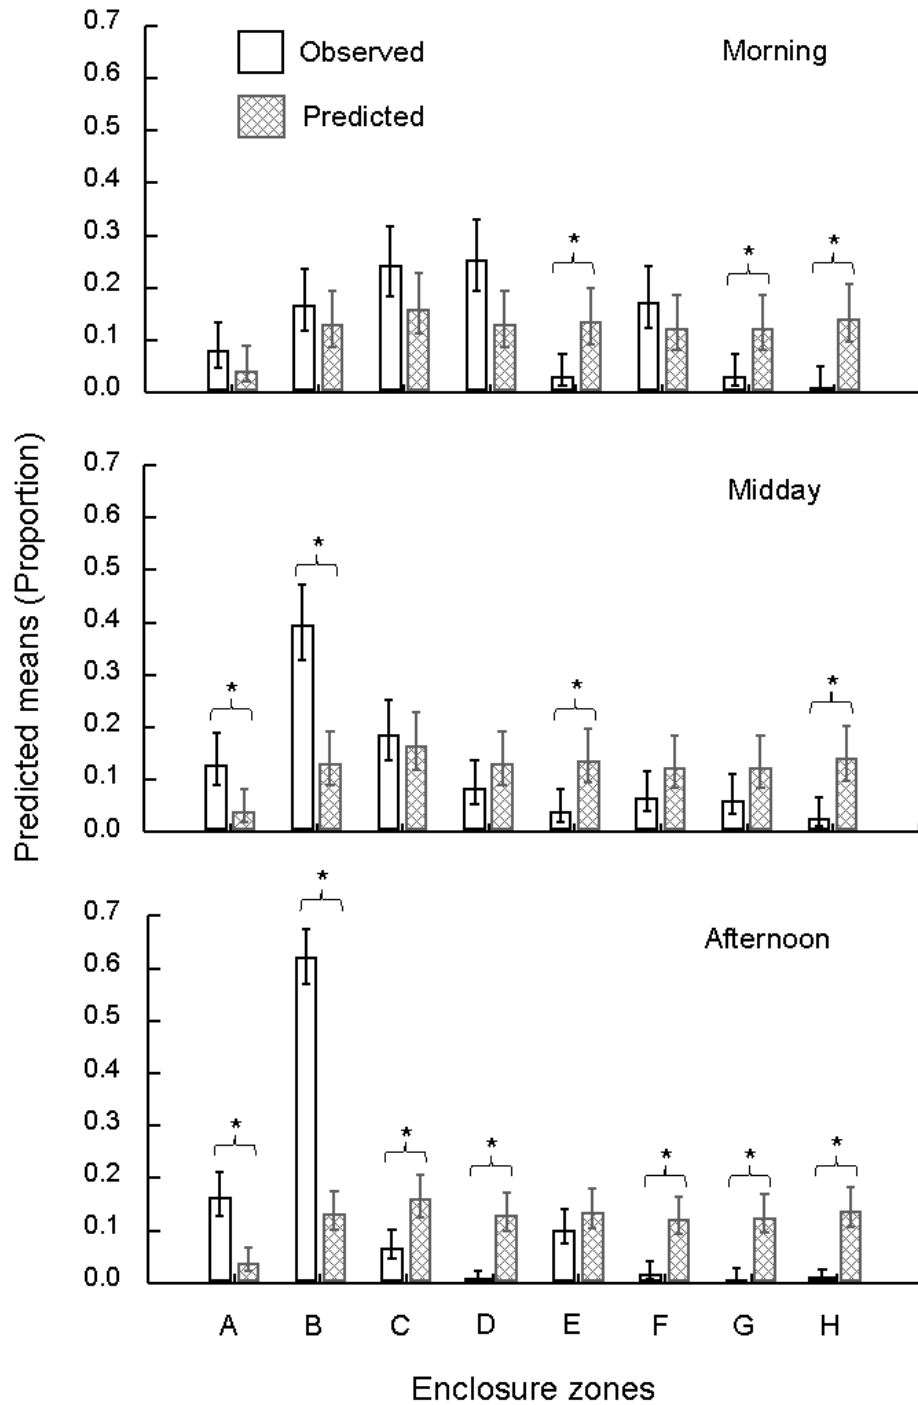 0.7
Observed
Morning
0.6
Predicted
0.5
0.4
0.3
* * *
0.2
0.1
0.0
Predicted means (Proportion)
0.7
Midday
0.6
*
0.5
0.4
0.3
* * *
0.2
0.1
0.0
*
0.7
Afternoon
0.6
0.5
0.4
0.3
* * * * * *
0.2
0.1
0.0
A B C D E F G H
Enclosure zones